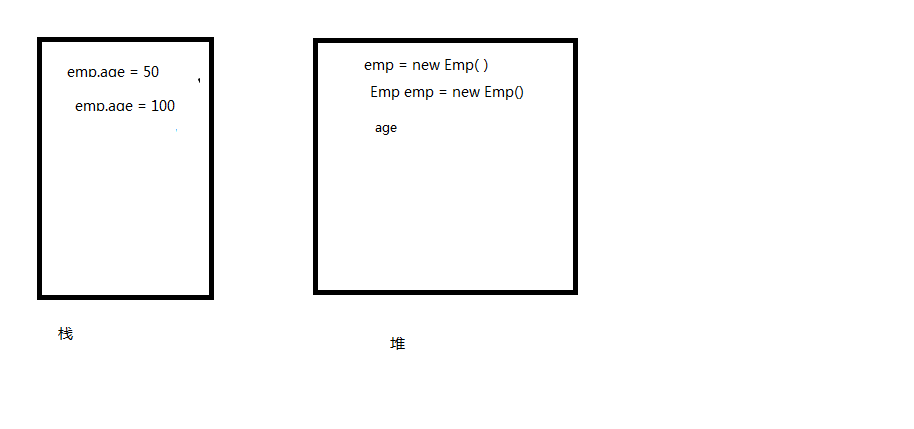 emp.age = 50
emp.age = 100
栈
emp = new Emp( )
Emp emp = new Emp()
age
堆